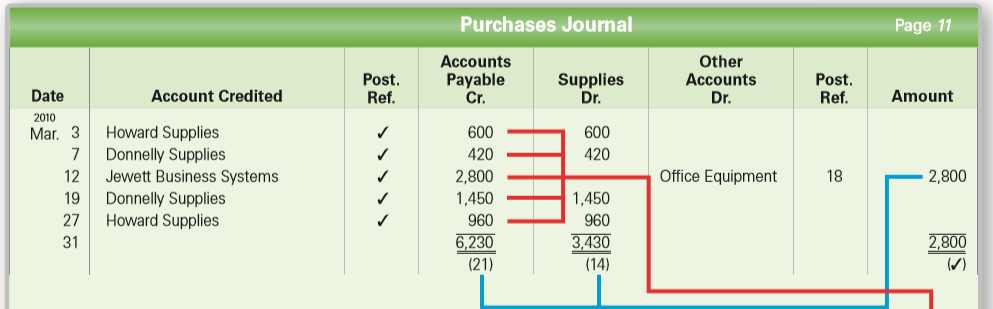 Purchases Journal Page 11
Accounts Other
Post. Payable Supplies Accounts Post.
Date Account Credited Ref. Cr. Dr. Dr. Ref. Amount
2010
Mar. 3 Howard Supplies ✓ 600 600
7 Donnelly Supplies ✓ 420 420
12 Jewett Business Systems ✓ 2,800 Office Equipment 18 2,800
19 Donnelly Supplies ✓ 1,450 1,450
27 Howard Supplies ✓ 960 960
31 6,230 3,430 2,800
(21) (14) (✓)